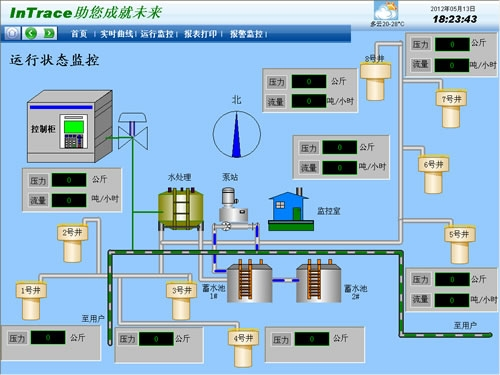 InTrace助您成就未来
多云20-28℃
2012年05月13日
18:23:43
首页 | 实时曲线 | 运行监控 | 报表打印 | 报警监控 |
运行状态监控
控制柜
北
8号井
压力 0 公斤
流量 0 吨/小时
压力 0 公斤
流量 0 吨/小时
7号井
压力 0 公斤
流量 0 吨/小时
6号井
压力 0 公斤
流量 0 吨/小时
水处理
泵站
监控室
2号井
5号井
1号井
3号井
蓄水池
1#
蓄水池
2#
压力 0 公斤
流量 0 吨/小时
至用户
至用户
4号井
压力 0 公斤
压力 0 公斤
压力 0 公斤